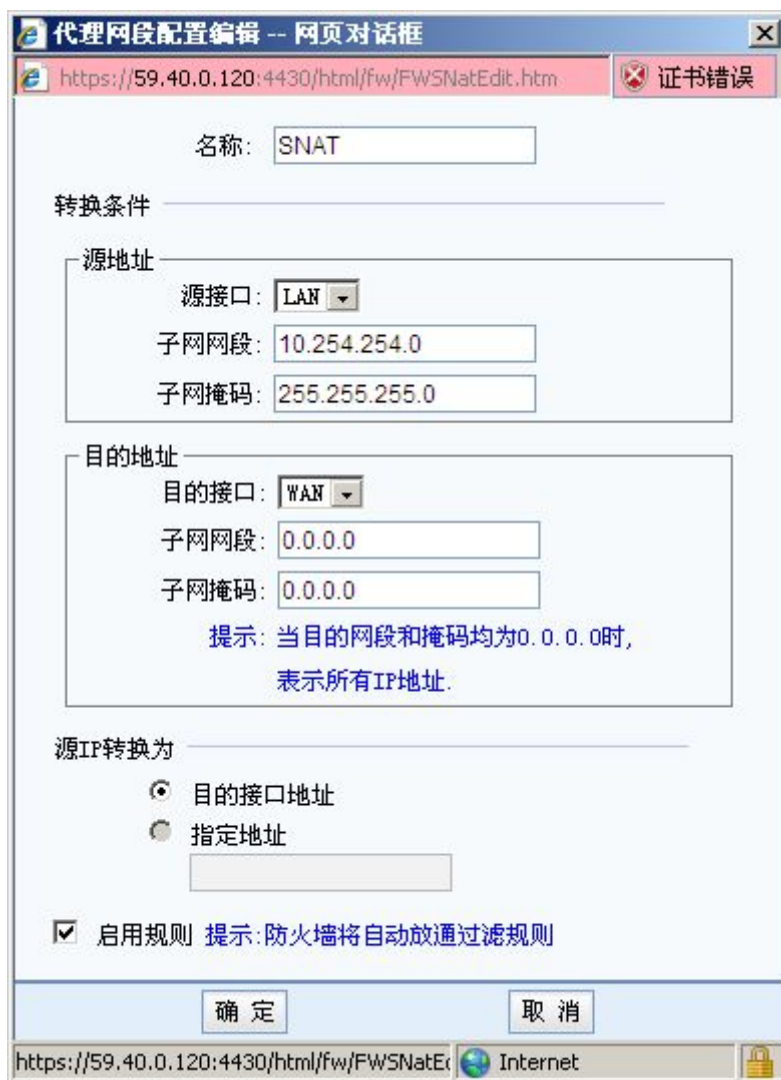 代理网段配置编辑 -- 网页对话框
https://59.40.0.120:4430/html/fw/FWSNatEdit.htm 证书错误
名称: SNAT
转换条件
源地址
源接口: LAN
子网网段: 10.254.254.0
子网掩码: 255.255.255.0
目的地址
目的接口: WAN
子网网段: 0.0.0.0
子网掩码: 0.0.0.0
提示: 当目的网段和掩码均为0.0.0.0时,
表示所有IP地址.
源IP转换为
目的接口地址
指定地址
启用规则 提示:防火墙将自动放通过滤规则
确 定 取 消
https://59.40.0.120:4430/html/fw/FWSNatEd Internet